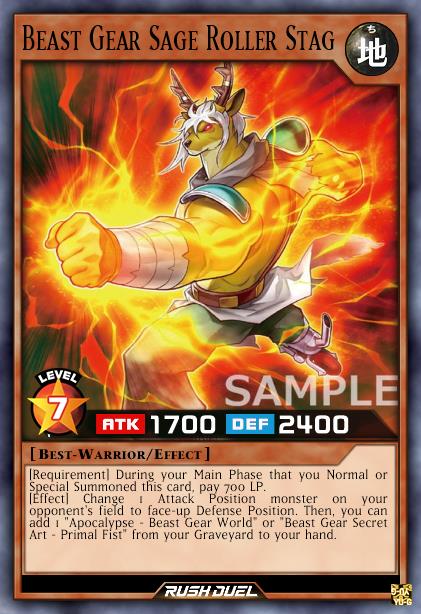 BEAST GEAR SAGE ROLLER STAG
ち
地
SAMPLE
LEVEL
7
ATK 1700 DEF 2400
[BEST-WARRIOR/EFFECT]
[Requirement] During your Main Phase that you Normal or
Special Summoned this card, pay 700 LP.
[Effect] Change 1 Attack Position monster on your
opponent's field to face-up Defense Position. Then, you can
add 1 "Apocalypse - Beast Gear World" or "Beast Gear Secret
Art - Primal Fist" from your Graveyard to your hand.
RUSH DUEL